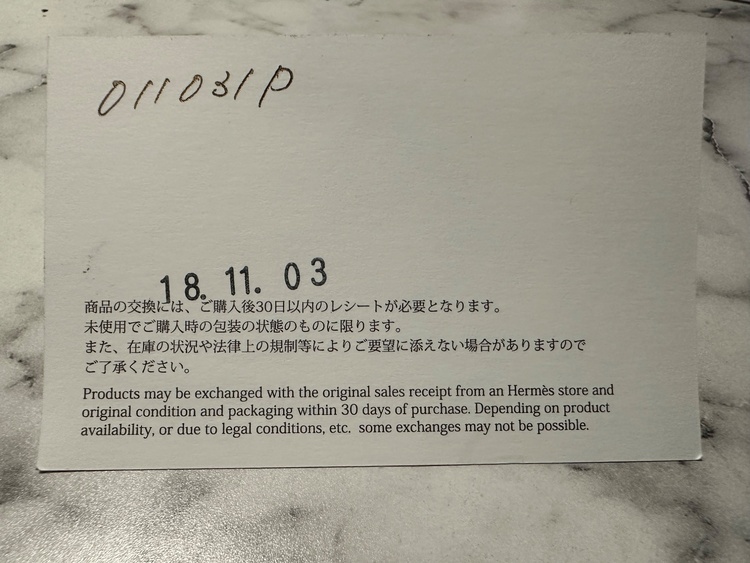 011031P
18.11.03
商品の交換には、ご購入後30日以内のレシートが必要となります。
未使用でご購入時の包装の状態のものに限ります。
また、在庫の状況や法律上の規制等によりご要望に添えない場合がありますので
ご了承ください。
Products may be exchanged with the original sales receipt from an Hermès store and
original condition and packaging within 30 days of purchase. Depending on product
availability, or due to legal conditions, etc. some exchanges may not be possible.